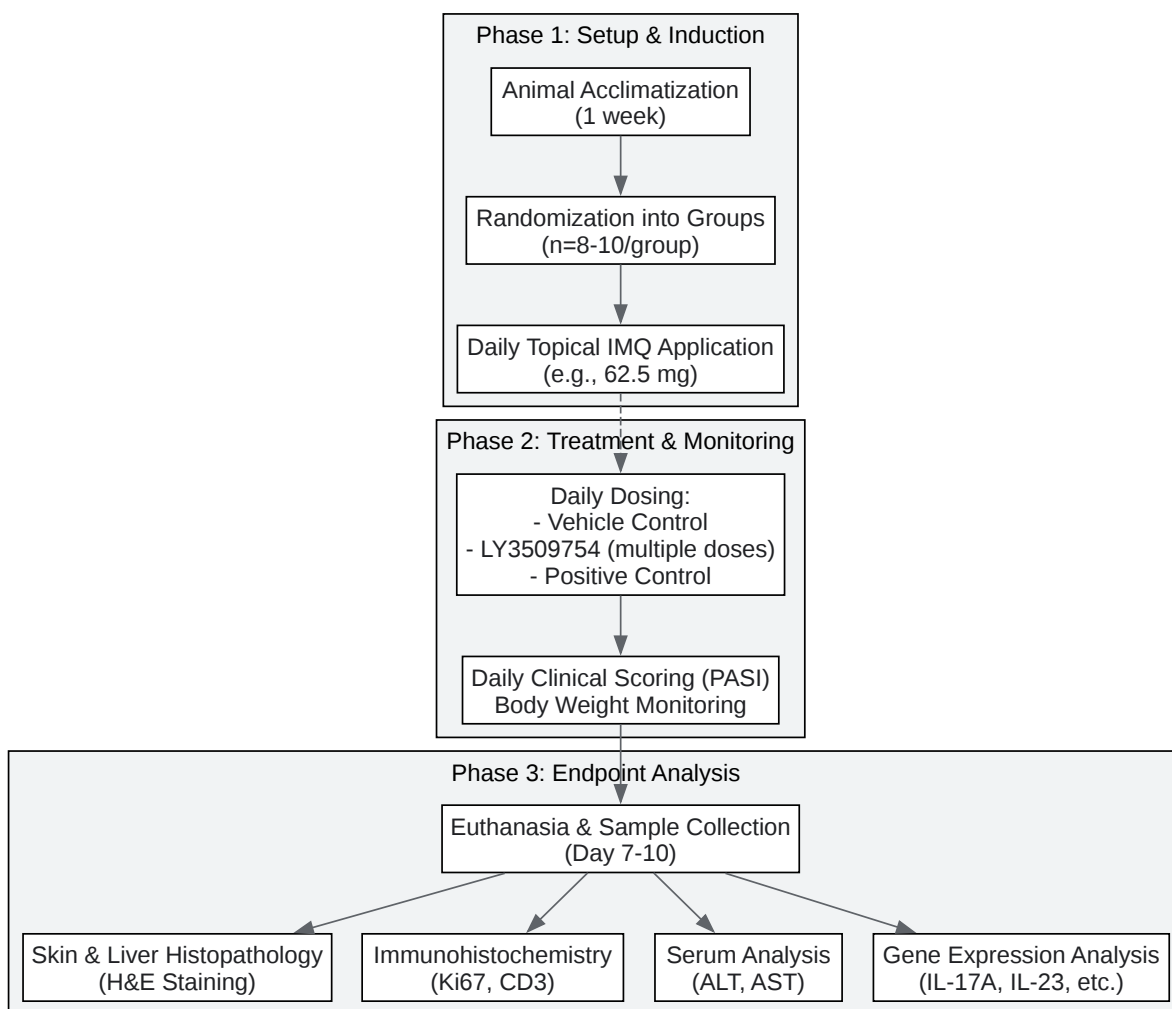 Phase 1: Setup & Induction
Animal Acclimatization
(1 week)
Randomization into Groups
(n=8-10/group)
Daily Topical IMQ Application
(e.g., 62.5 mg)
Phase 2: Treatment & Monitoring
Daily Dosing:
- Vehicle Control
- LY3509754 (multiple doses)
- Positive Control
Daily Clinical Scoring (PASI)
Body Weight Monitoring
Phase 3: Endpoint Analysis
Euthanasia & Sample Collection
(Day 7-10)
Skin & Liver Histopathology
(H&E Staining)
Immunohistochemistry
(Ki67, CD3)
Serum Analysis
(ALT, AST)
Gene Expression Analysis
(IL-17A, IL-23, etc.)